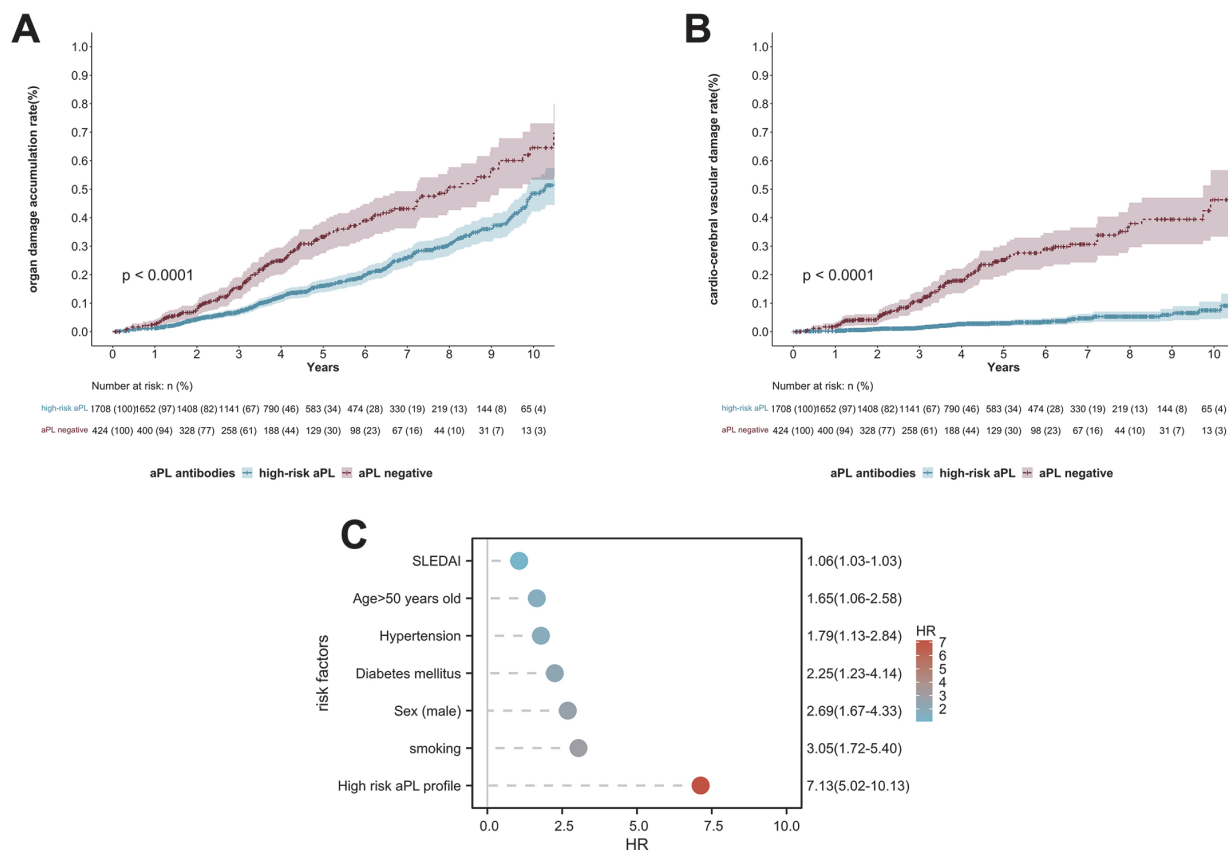 A
organ damage accumulation rate(%)
1.0
0.9
0.8
0.7
0.6
0.5
0.4
0.3
0.2
0.1
0.0
p < 0.0001
0 1 2 3 4 5 6 7 8 9 10
Years
Number at risk: n (%)
high-risk aPL 1708 (100) 1652 (97) 1408 (82) 1141 (67) 790 (46) 583 (34) 474 (28) 330 (19) 219 (13) 144 (8) 65 (4)
aPL negative 424 (100) 400 (94) 328 (77) 258 (61) 188 (44) 129 (30) 98 (23) 67 (16) 44 (10) 31 (7) 13 (3)
aPL antibodies high-risk aPL aPL negative
B
cardio-cerebral vascular damage rate(%)
1.0
0.9
0.8
0.7
0.6
0.5
0.4
0.3
0.2
0.1
0.0
p < 0.0001
0 1 2 3 4 5 6 7 8 9 10
Years
Number at risk: n (%)
high-risk aPL 1708 (100) 1652 (97) 1408 (82) 1141 (67) 790 (46) 583 (34) 474 (28) 330 (19) 219 (13) 144 (8) 65 (4)
aPL negative 424 (100) 400 (94) 328 (77) 258 (61) 188 (44) 129 (30) 98 (23) 67 (16) 44 (10) 31 (7) 13 (3)
aPL antibodies high-risk aPL aPL negative
C
risk factors
SLEDAI 1.06(1.03-1.03)
Age>50 years old 1.65(1.06-2.58)
Hypertension 1.79(1.13-2.84)
Diabetes mellitus 2.25(1.23-4.14)
Sex (male) 2.69(1.67-4.33)
smoking 3.05(1.72-5.40)
High risk aPL profile 7.13(5.02-10.13)
0.0 2.5 5.0 7.5 10.0
HR
HR
7
6
5
4
3
2